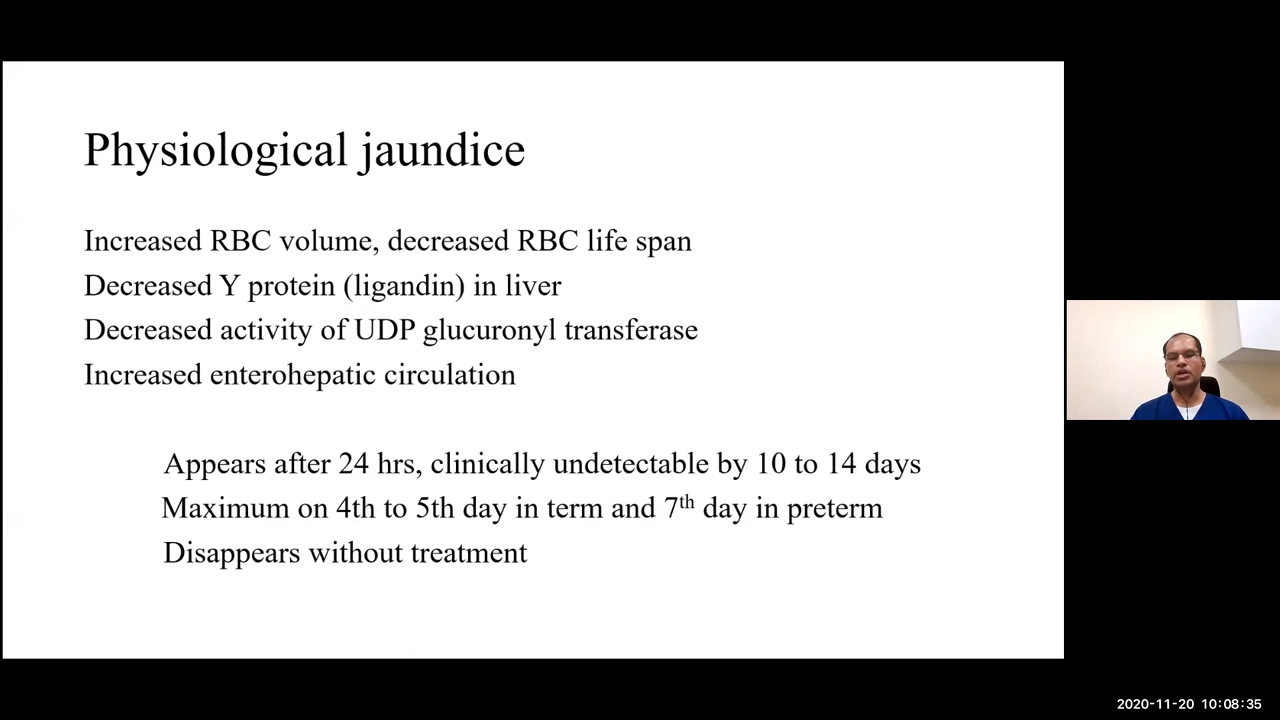 Physiological jaundice
Increased RBC volume, decreased RBC life span
Decreased Y protein (ligandin) in liver
Decreased activity of UDP glucuronyl transferase
Increased enterohepatic circulation
Appears after 24 hrs, clinically undetectable by 10 to 14 days
Maximum on 4th to 5th day in term and 7th day in preterm
Disappears without treatment
2020-11-20 10:08:35